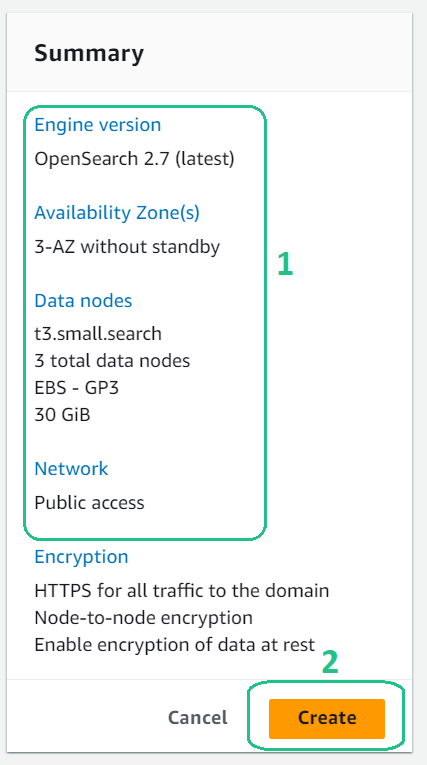 Summary
Engine version
OpenSearch 2.7 (latest)
Availability Zone(s)
3-AZ without standby
1
Data nodes
t3.small.search
3 total data nodes
EBS - GP3
30 GiB
Network
Public access
Encryption
HTTPS for all traffic to the domain
Node-to-node encryption
Enable encryption of data at rest
2
Cancel Create